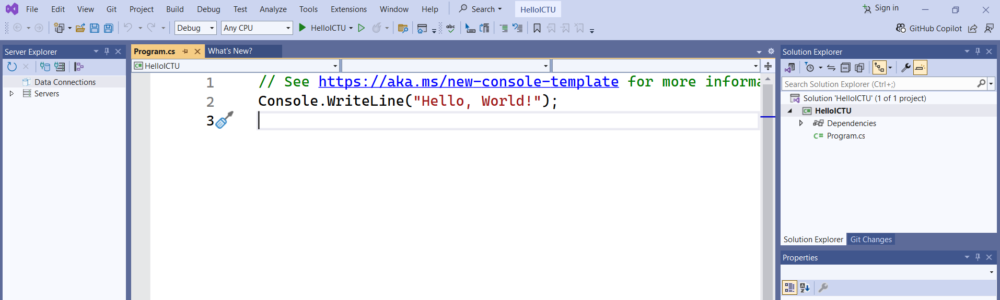 File Edit View Git Project Build Debug Test Analyze Tools Extensions Window Help Search HelloICTU Sign in
Debug Any CPU HelloICTU abc GitHub Copilot
Server Explorer
Data Connections
Servers
Program.cs What's New?
C# HelloICTU
1 // See https://aka.ms/new-console-template for more informa
2 Console.WriteLine("Hello, World!");
3
Solution Explorer
Search Solution Explorer (Ctrl+;)
Solution 'HelloICTU' (1 of 1 project)
C# HelloICTU
Dependencies
C# Program.cs
Solution Explorer Git Changes
Properties
A
Z